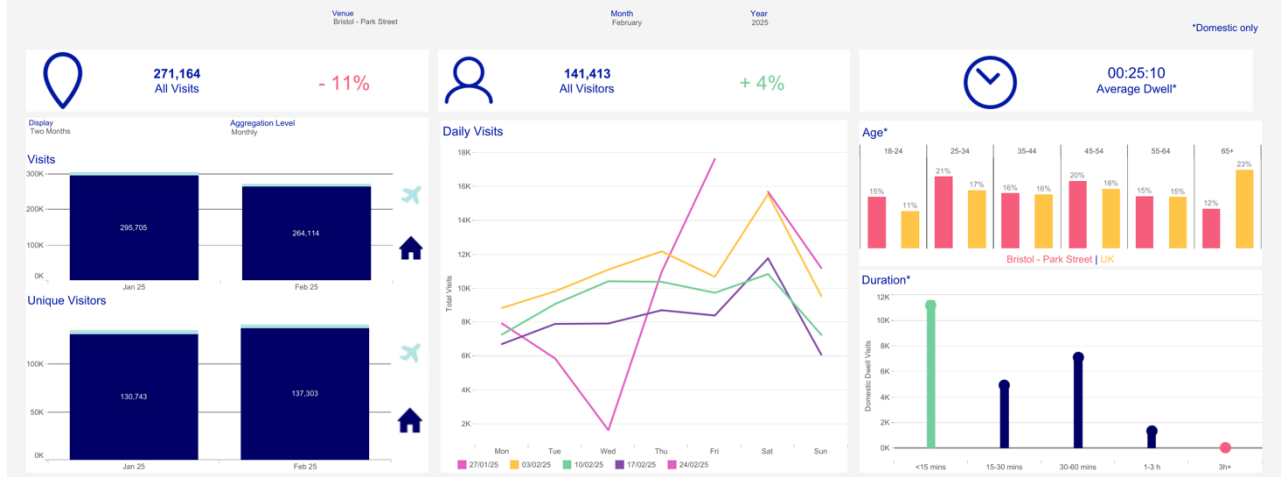 Venue
Bristol - Park Street
Month
February
Year
2025
*Domestic only
271,164
All Visits
- 11%
141,413
All Visitors
+ 4%
00:25:10
Average Dwell*
Display
Two Months
Aggregation Level
Monthly
Visits
300K
200K
100K
0K
295,705
264,114
Jan 25
Feb 25
Unique Visitors
100K
50K
0K
130,743
137,303
Jan 25
Feb 25
Daily Visits
Total Visits
18K
16K
14K
12K
10K
8K
6K
4K
2K
Mon Tue Wed Thu Fri Sat Sun
27/01/25 03/02/25 10/02/25 17/02/25 24/02/25
Age*
18-24 25-34 35-44 45-54 55-64 65+
15% 11% 21% 17% 16% 16% 20% 18% 15% 15% 12% 23%
Bristol - Park Street | UK
Duration*
Domestic Dwell Visits
12K
10K
8K
6K
4K
2K
0K
<15 mins 15-30 mins 30-60 mins 1-3 h 3h+